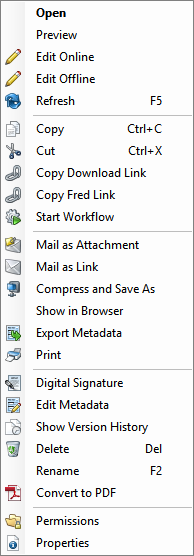 Open
Preview
Edit Online
Edit Offline
Refresh F5
Copy Ctrl+C
Cut Ctrl+X
Copy Download Link
Copy Fred Link
Start Workflow
Mail as Attachment
Mail as Link
Compress and Save As
Show in Browser
Export Metadata
Print
Digital Signature
Edit Metadata
Show Version History
Delete Del
Rename F2
Convert to PDF
Permissions
Properties